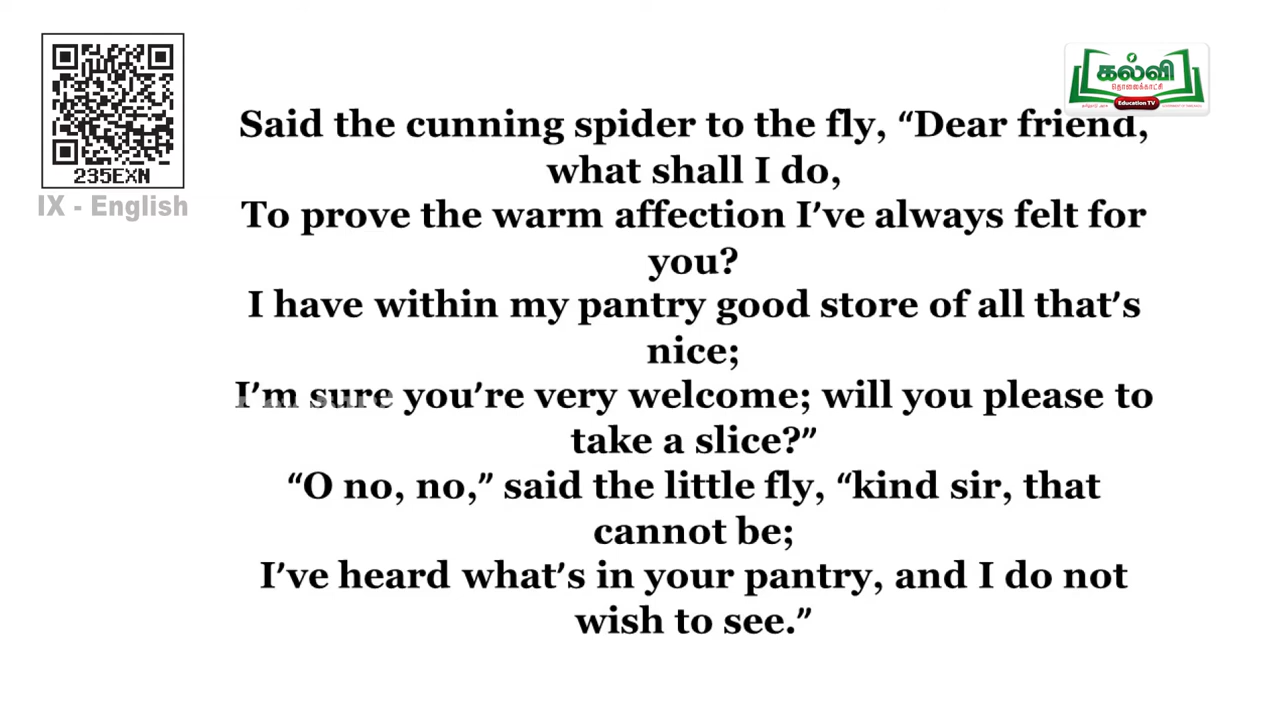 கல்வி
தொலைக்காட்சி
Education TV
235EXN
IX - English
Said the cunning spider to the fly, “Dear friend,
what shall I do,
To prove the warm affection I’ve always felt for
you?
I have within my pantry good store of all that’s
nice;
I’m sure you’re very welcome; will you please to
take a slice?”
“O no, no,” said the little fly, “kind sir, that
cannot be;
I’ve heard what’s in your pantry, and I do not
wish to see.”